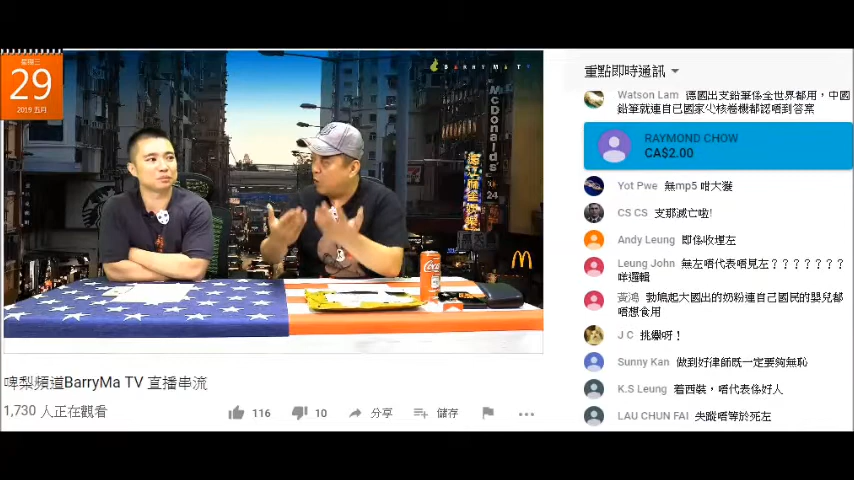 星期三
29
2019 五月
BARRYMA TV
McDonald's
24
Coca
重點即時通訊
Watson Lam 德國出支鉛筆係全世界都用，中國
鉛筆就連自已國家心核卷機都認唔到答案
RAYMOND CHOW
CA$2.00
Yot Pwe 無mp5 咁大獲
CS CS 支那滅亡啦!
Andy Leung 即係收埋左
Leung John 無左唔代表唔見左？？？？？？？
咩邏輯
黃鴻 勃起大國出的奶粉連自己國民的嬰兒都
唔想食用
J C 挑釁呀！
Sunny Kan 做到好律師既一定要夠無恥
K.S Leung 着西裝，唔代表係好人
LAU CHUN FAI 失蹤唔等於死左
啤梨頻道BarryMa TV 直播串流
1,730 人正在觀看
116
10
分享
儲存